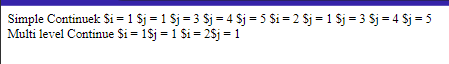 Simple Continuek $i = 1 $j = 1 $j = 3 $j = 4 $j = 5 $i = 2 $j = 1 $j = 3 $j = 4 $j = 5
Multi level Continue $i = 1$j = 1 $i = 2$j = 1